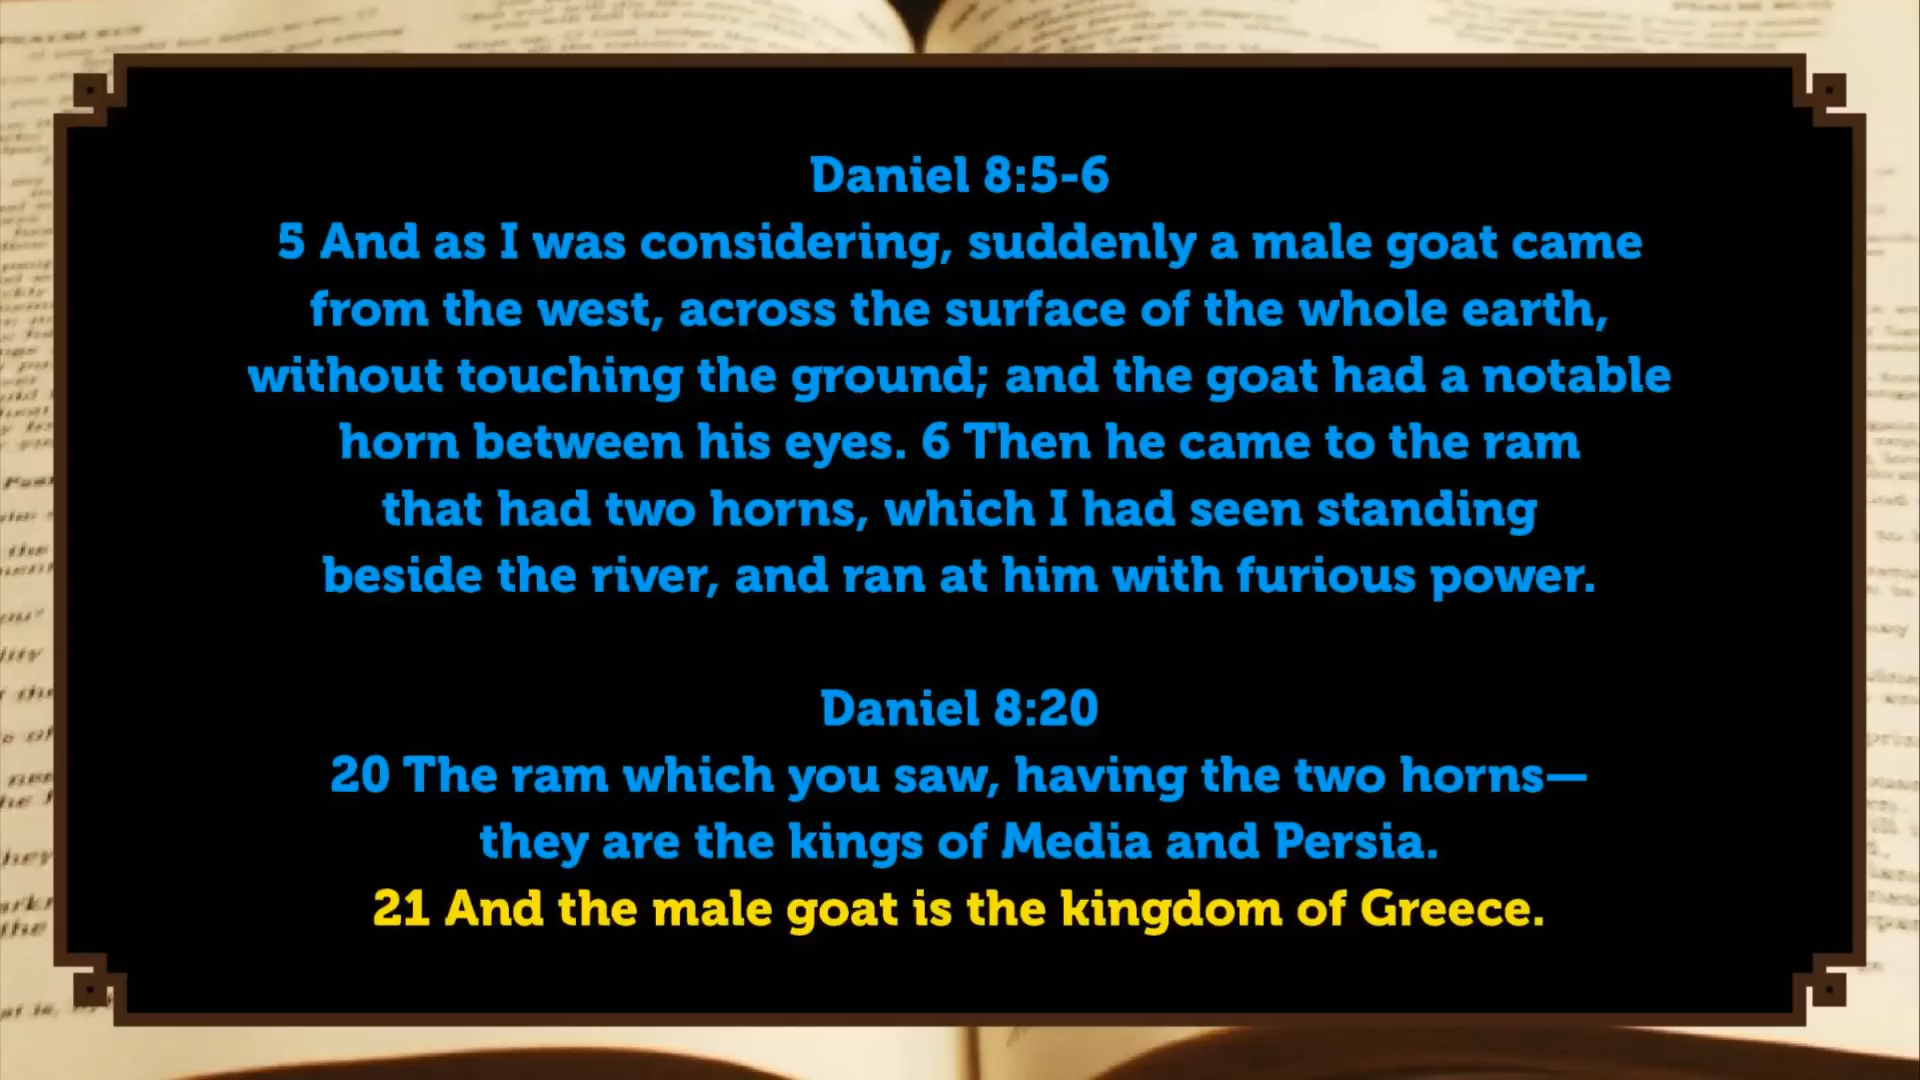 Daniel 8:5-6
5 And as I was considering, suddenly a male goat came
from the west, across the surface of the whole earth,
without touching the ground; and the goat had a notable
horn between his eyes. 6 Then he came to the ram
that had two horns, which I had seen standing
beside the river, and ran at him with furious power.
Daniel 8:20
20 The ram which you saw, having the two horns—
they are the kings of Media and Persia.
21 And the male goat is the kingdom of Greece.